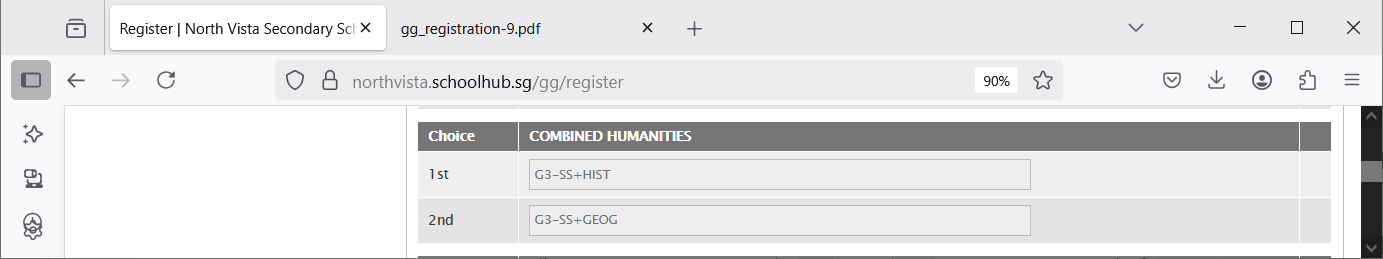 Register | North Vista Secondary Scl
gg_registration-9.pdf
northvista.schoolhub.sg/gg/register
90%
Choice COMBINED HUMANITIES
1st G3-SS+HIST
2nd G3-SS+GEOG